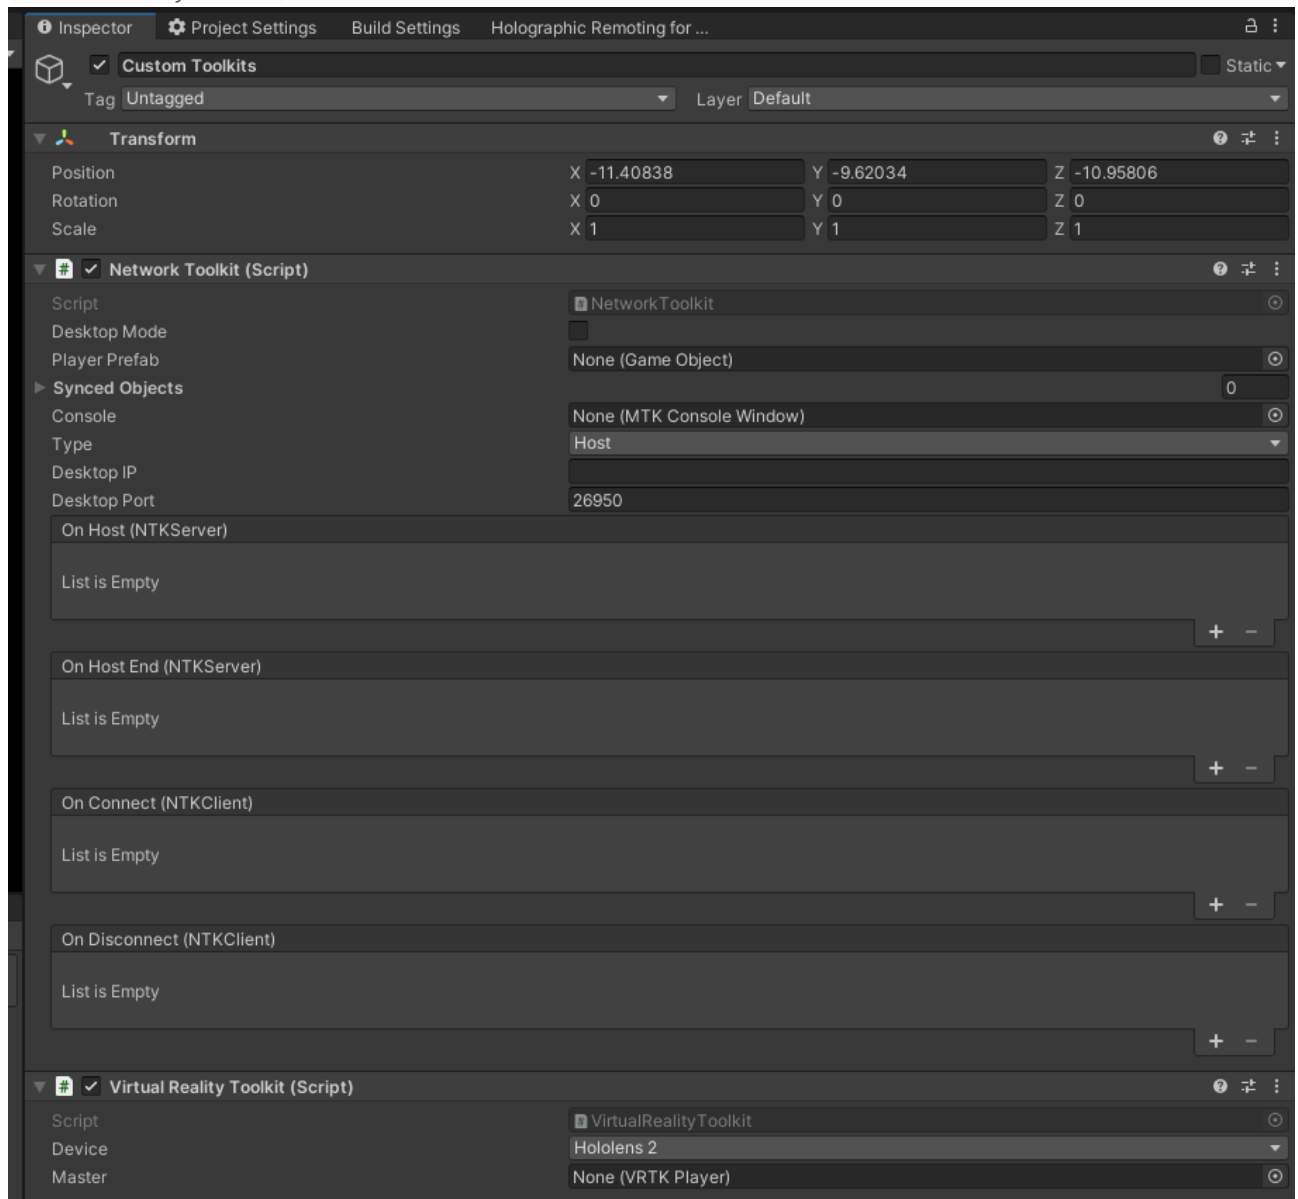 Inspector Project Settings Build Settings Holographic Remoting for ...
Custom Toolkits Static
Tag Untagged Layer Default
Transform
Position X -11.40838 Y -9.62034 Z -10.95806
Rotation X 0 Y 0 Z 0
Scale X 1 Y 1 Z 1
# Network Toolkit (Script)
Script NetworkToolkit
Desktop Mode
Player Prefab None (Game Object)
Synced Objects 0
Console None (MTK Console Window)
Type Host
Desktop IP
Desktop Port 26950
On Host (NTKServer)
List is Empty
+ −
On Host End (NTKServer)
List is Empty
+ −
On Connect (NTKClient)
List is Empty
+ −
On Disconnect (NTKClient)
List is Empty
+ −
# Virtual Reality Toolkit (Script)
Script VirtualRealityToolkit
Device Hololens 2
Master None (VRTK Player)